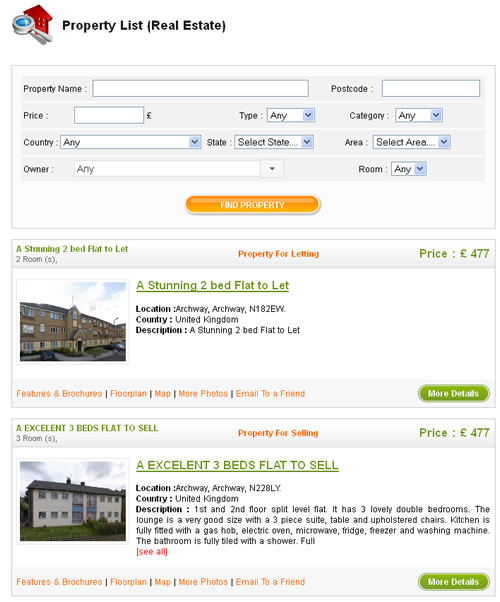 Property List (Real Estate)
Property Name : Postcode :
Price : £ Type : Any Category : Any
Country : Any State : Select State.... Area : Select Area....
Owner : Any Room : Any
FIND PROPERTY
A Stunning 2 bed Flat to Let Property For Letting Price : £ 477
2 Room (s),
A Stunning 2 bed Flat to Let
Location :Archway, Archway, N182EW.
Country : United Kingdom
Description : A Stunning 2 bed Flat to Let
Features & Brochures | Floorplan | Map | More Photos | Email To a Friend More Details
A EXCELENT 3 BEDS FLAT TO SELL Property For Selling Price : £ 477
3 Room (s),
A EXCELENT 3 BEDS FLAT TO SELL
Location :Archway, Archway, N228LY.
Country : United Kingdom
Description : 1st and 2nd floor split level flat. It has 3 lovely double bedrooms. The
lounge is a very good size with a 3 piece suite, table and upholstered chairs. Kitchen is
fully fitted with a gas hob, electric oven, microwave, fridge, freezer and washing machine.
The bathroom is fully tiled with a shower. Full
[see all]
Features & Brochures | Floorplan | Map | More Photos | Email To a Friend More Details